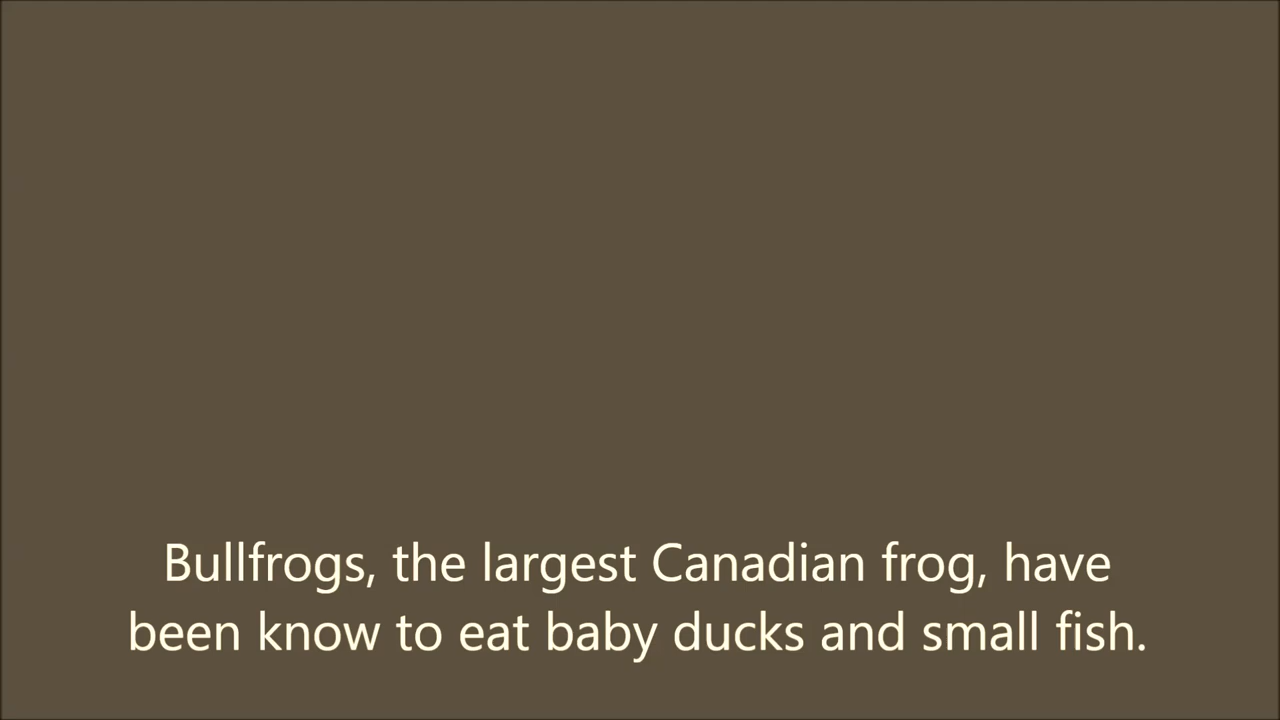 Bullfrogs, the largest Canadian frog, have
been know to eat baby ducks and small fish.